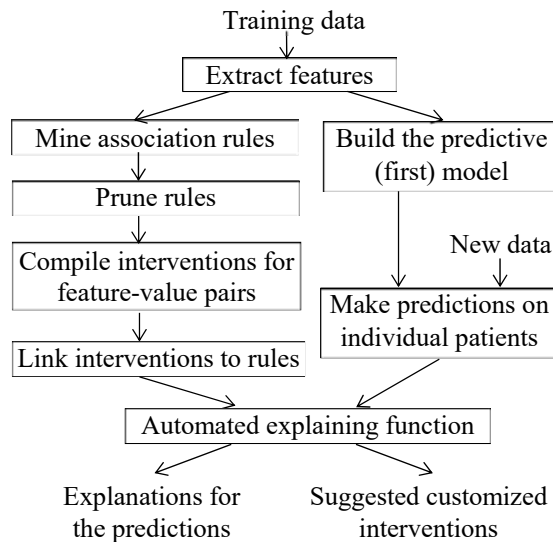 Training data
Extract features
Mine association rules
Build the predictive
(first) model
Prune rules
New data
Compile interventions for
feature-value pairs
Make predictions on
individual patients
Link interventions to rules
Automated explaining function
Explanations for
the predictions
Suggested customized
interventions